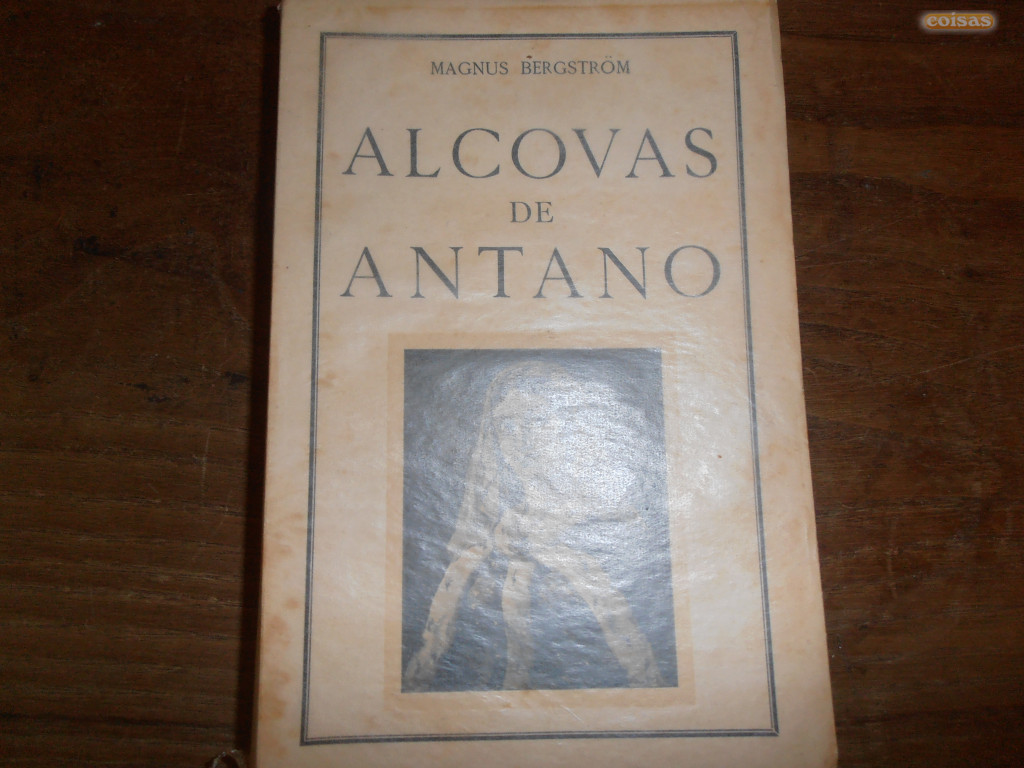 coisas
MAGNUS BERGSTRÖM
ALCOVAS
DE
ANTANO